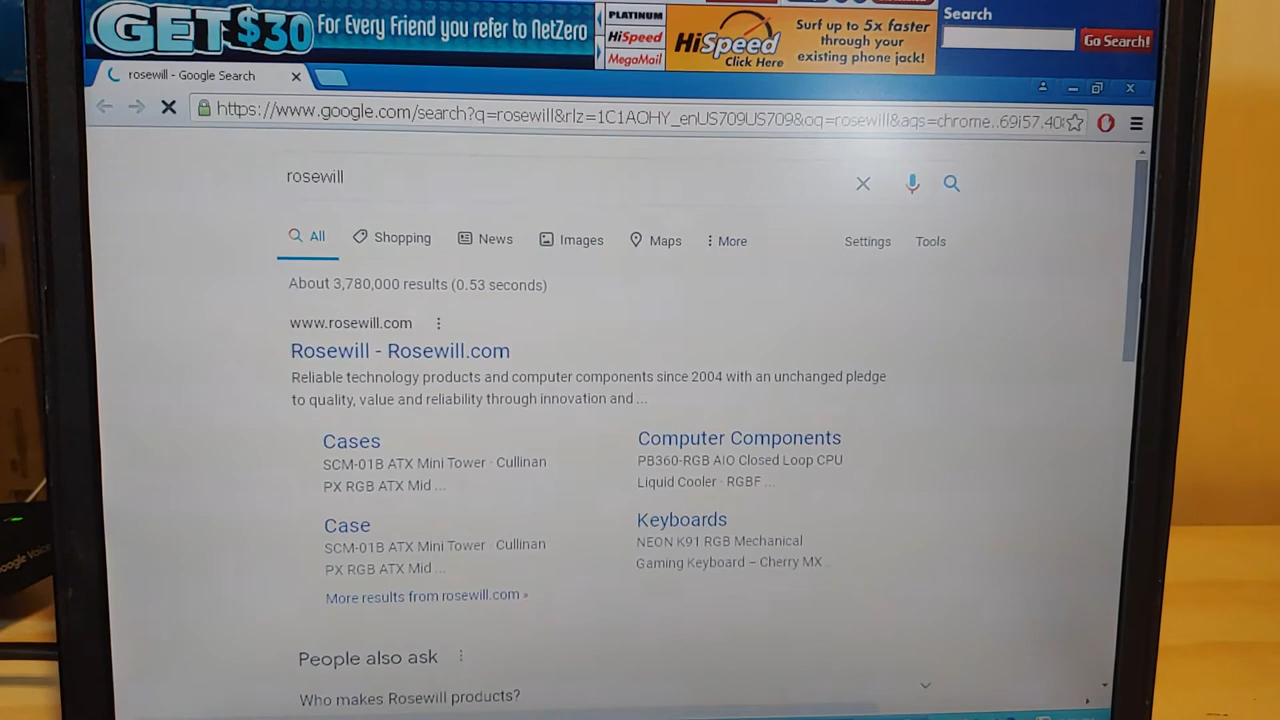 GET $30 For Every Friend you refer to NetZero
PLATINUM
HiSpeed
MegaMail
HiSpeed
Click Here
Surf up to 5x faster
through your
existing phone jack!
Search
Go Search!
rosewill - Google Search
https://www.google.com/search?q=rosewill&rlz=1C1AOHY_enUS709US709&oq=rosewill&aqs=chrome..69i57.40
rosewill
All
Shopping
News
Images
Maps
More
Settings
Tools
About 3,780,000 results (0.53 seconds)
www.rosewill.com
Rosewill - Rosewill.com
Reliable technology products and computer components since 2004 with an unchanged pledge
to quality, value and reliability through innovation and ...
Cases
SCM-01B ATX Mini Tower · Cullinan
PX RGB ATX Mid ...
Computer Components
PB360-RGB AIO Closed Loop CPU
Liquid Cooler · RGBF ...
Case
SCM-01B ATX Mini Tower · Cullinan
PX RGB ATX Mid ...
Keyboards
NEON K91 RGB Mechanical
Gaming Keyboard – Cherry MX ..
More results from rosewill.com »
People also ask
Who makes Rosewill products?
Google Voice